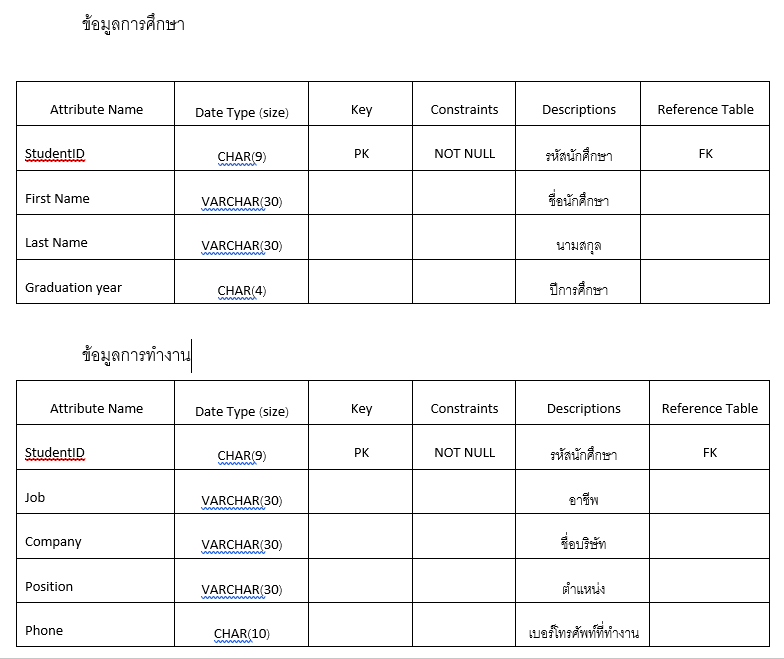 ข้อมูลการศึกษา
Attribute Name Date Type (size) Key Constraints Descriptions Reference Table
StudentID CHAR(9) PK NOT NULL รหัสนักศึกษา FK
First Name VARCHAR(30) ชื่อนักศึกษา
Last Name VARCHAR(30) นามสกุล
Graduation year CHAR(4) ปีการศึกษา
ข้อมูลการทำงาน
Attribute Name Date Type (size) Key Constraints Descriptions Reference Table
StudentID CHAR(9) PK NOT NULL รหัสนักศึกษา FK
Job VARCHAR(30) อาชีพ
Company VARCHAR(30) ชื่อบริษัท
Position VARCHAR(30) ตำแหน่ง
Phone CHAR(10) เบอร์โทรศัพท์ที่ทำงาน